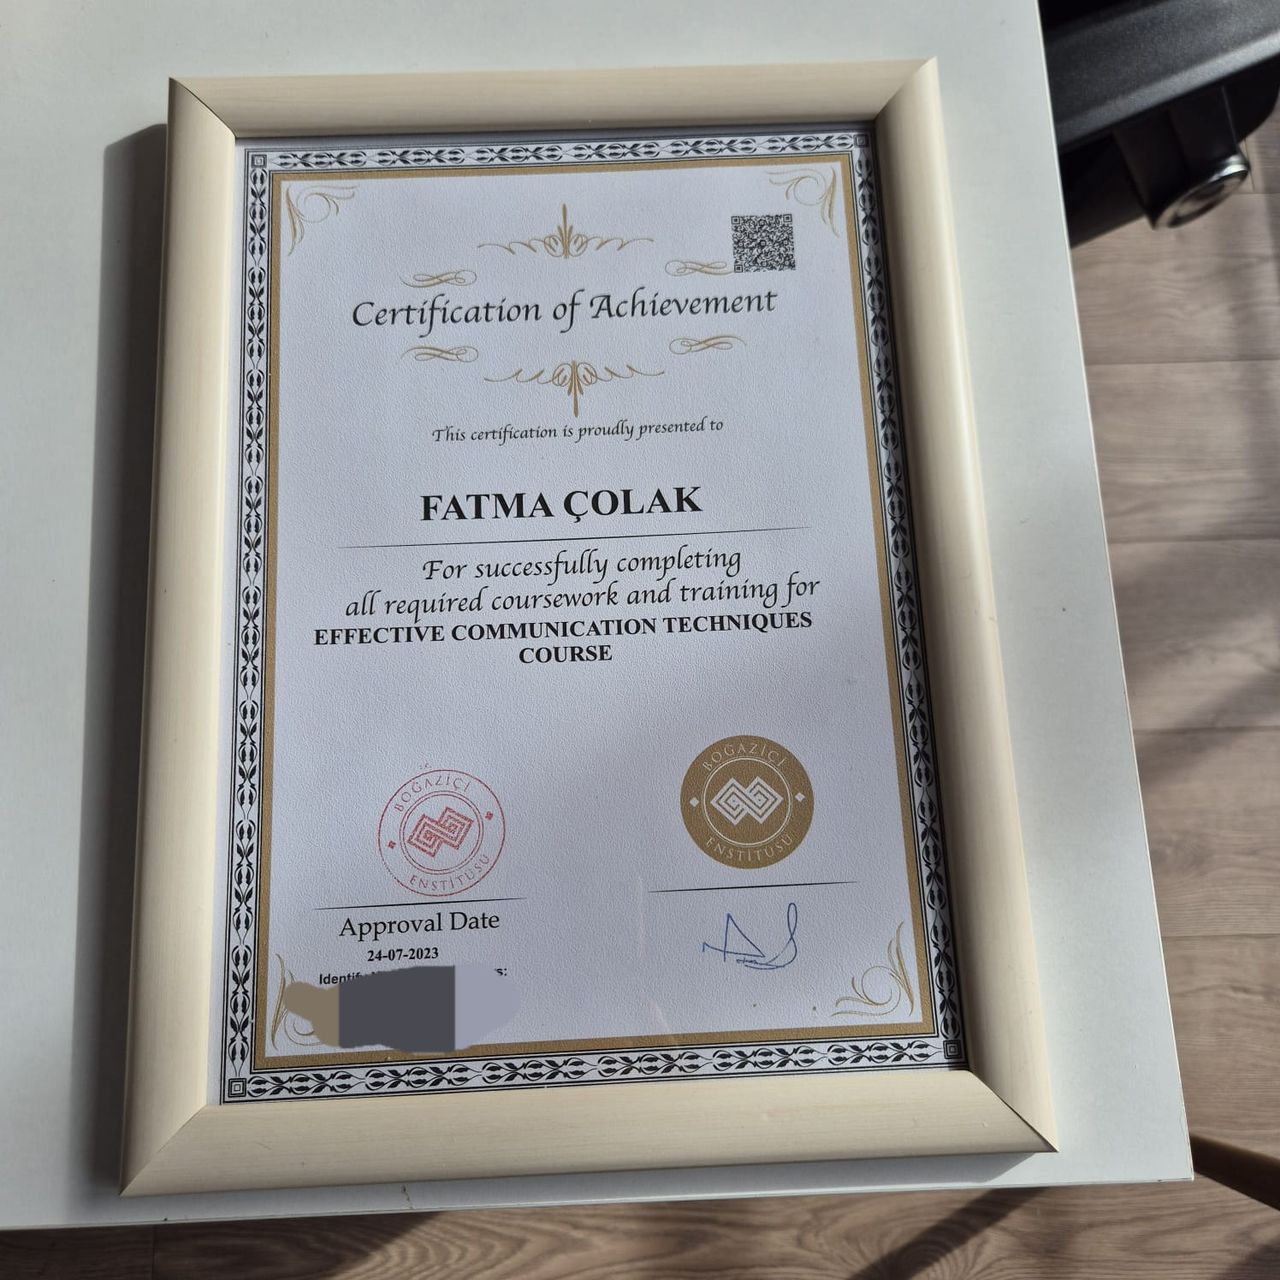 Certification of Achievement
This certification is proudly presented to
FATMA ÇOLAK
For successfully completing
all required coursework and training for
EFFECTIVE COMMUNICATION TECHNIQUES
COURSE
BOĞAZİÇİ
ENSTİTÜSÜ
BOĞAZİÇİ
ENSTİTÜSÜ
Approval Date
24-07-2023